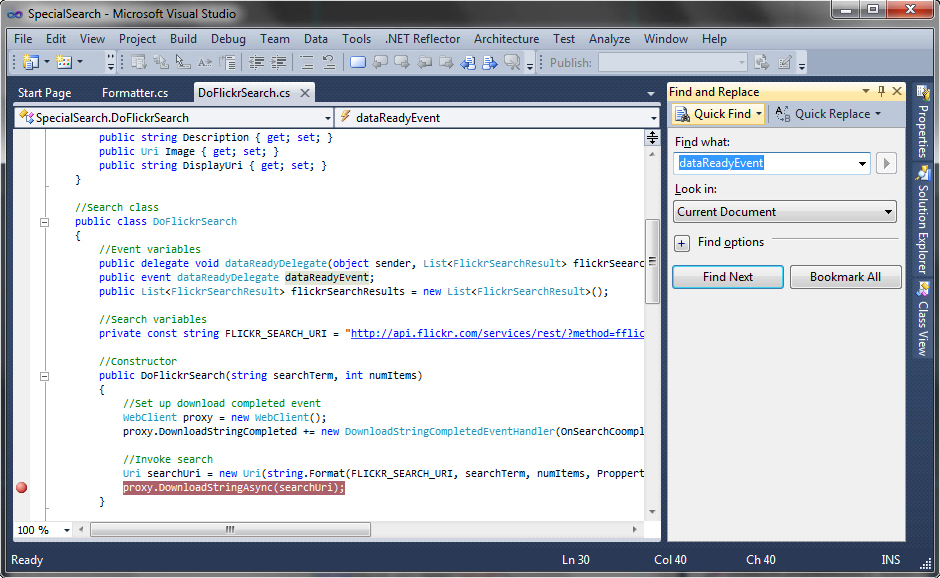 SpecialSearch - Microsoft Visual Studio
File Edit View Project Build Debug Team Data Tools .NET Reflector Architecture Test Analyze Window Help
Publish:
Start Page Formatter.cs DoFlickrSearch.cs
SpecialSearch.DoFlickrSearch dataReadyEvent
public string Description { get; set; }
public Uri Image { get; set; }
public string DisplayUri { get; set; }
}
//Search class
public class DoFlickrSearch
{
//Event variables
public delegate void dataReadyDelegate(object sender, List<FlickrSearchResult> flickrSeearc
public event dataReadyDelegate dataReadyEvent;
public List<FlickrSearchResult> flickrSearchResults = new List<FlickrSearchResult>();
//Search variables
private const string FLICKR_SEARCH_URI = "http://api.flickr.com/services/rest/?method=fflic
//Constructor
public DoFlickrSearch(string searchTerm, int numItems)
{
//Set up download completed event
WebClient proxy = new WebClient();
proxy.DownloadStringCompleted += new DownloadStringCompletedEventHandler(OnSearchCoompl
//Invoke search
Uri searchUri = new Uri(string.Format(FLICKR_SEARCH_URI, searchTerm, numItems, Proppert
proxy.DownloadStringAsync(searchUri);
}
100 %
Find and Replace
Quick Find Quick Replace
Find what:
dataReadyEvent
Look in:
Current Document
Find options
Find Next Bookmark All
Properties
Solution Explorer
Class View
Ready Ln 30 Col 40 Ch 40 INS